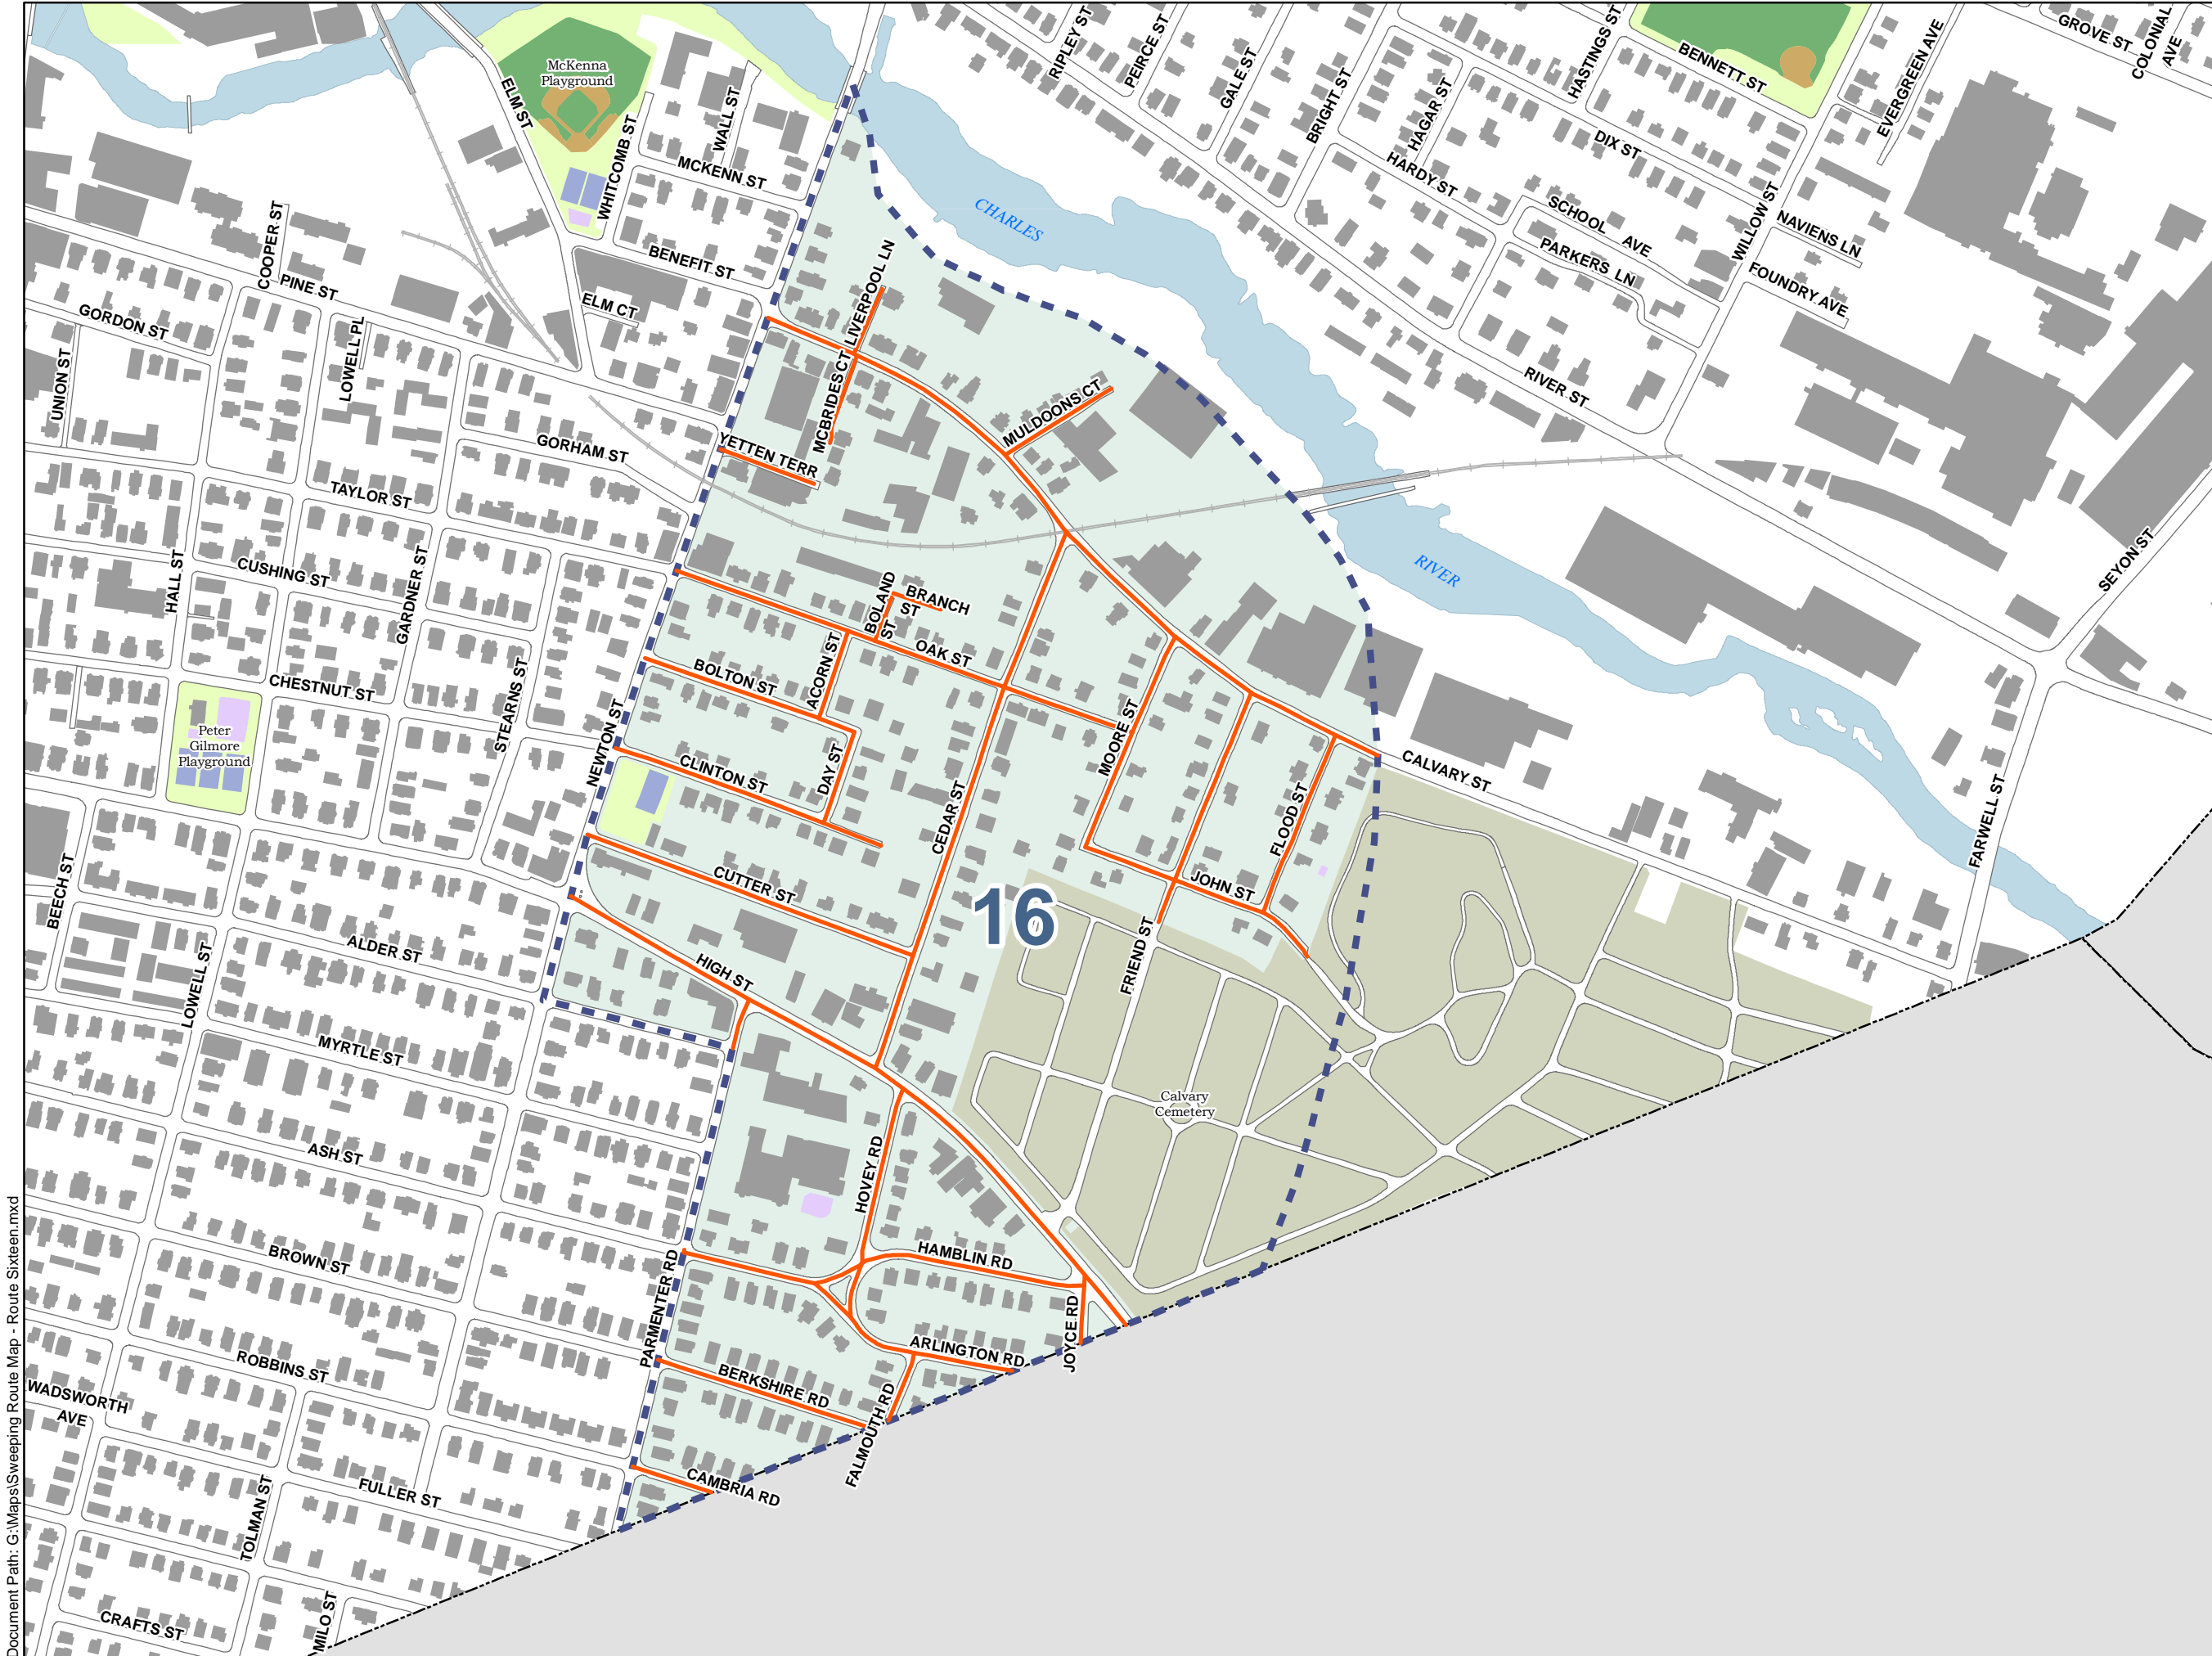 McKenna
Playground
ELM ST
WHITCOMB ST
WALL ST
MCKENN ST
BENEFIT ST
ELM CT
COOPER ST
PINE ST
GORDON ST
UNION ST
LOWELL PL
GORHAM ST
TAYLOR ST
CUSHING ST
HALL ST
GARDNER ST
CHESTNUT ST
STEARNS ST
NEWTON ST
Peter
Gilmore
Playground
BEECH ST
ALDER ST
LOWELL ST
MYRTLE ST
ASH ST
BROWN ST
ROBBINS ST
WADSWORTH
AVE
FULLER ST
TOLMAN ST
CRAFTS ST
MILO ST
PARMENTER RD
RIPLEY ST
PEIRCE ST
GALE ST
BRIGHT ST
HAGAR ST
HARDY ST
HASTINGS ST
BENNETT ST
DIX ST
EVERGREEN AVE
GROVE ST
COLONIAL
AVE
SCHOOL AVE
PARKERS LN
WILLOW ST
NAVIENS LN
FOUNDRY AVE
RIVER ST
SEYON ST
FARWELL ST
CHARLES
RIVER
LIVERPOOL LN
MCBRIDES CT
MULDOONS CT
YETTEN TERR
BOLAND
ST
BRANCH
ST
OAK ST
ACORN ST
BOLTON ST
DAY ST
CLINTON ST
CEDAR ST
MOORE ST
FLOOD ST
CALVARY ST
CUTTER ST
16
JOHN ST
FRIEND ST
HIGH ST
Calvary
Cemetery
HOVEY RD
HAMBLIN RD
JOYCE RD
ARLINGTON RD
BERKSHIRE RD
FALMOUTH RD
CAMBRIA RD
Document Path: G:\Maps\Sweeping Route Map - Route Sixteen.mxd